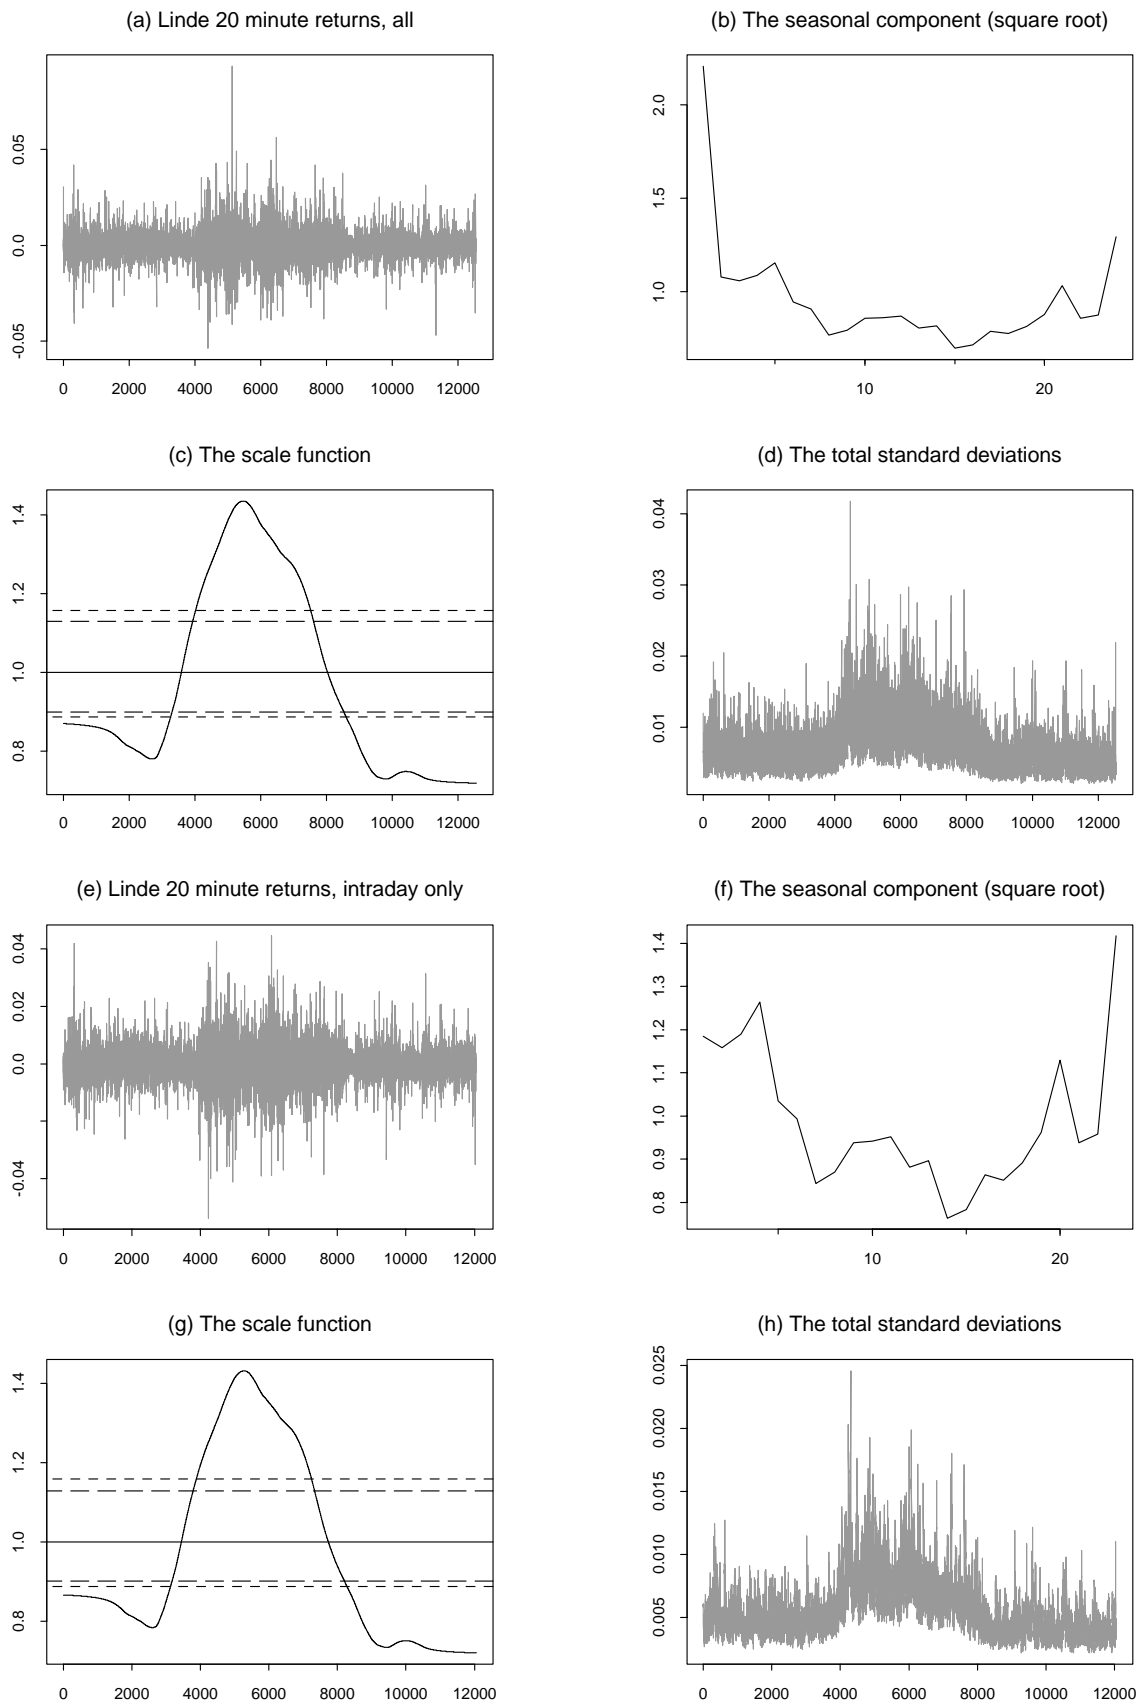 (a) Linde 20 minute returns, all
0.05
0.0
-0.05
0 2000 4000 6000 8000 10000 12000
(b) The seasonal component (square root)
2.0
1.5
1.0
10 20
(c) The scale function
1.4
1.2
1.0
0.8
0 2000 4000 6000 8000 10000 12000
(d) The total standard deviations
0.04
0.03
0.02
0.01
0 2000 4000 6000 8000 10000 12000
(e) Linde 20 minute returns, intraday only
0.04
0.02
0.0
-0.04
0 2000 4000 6000 8000 10000 12000
(f) The seasonal component (square root)
1.4
1.3
1.2
1.1
1.0
0.9
0.8
10 20
(g) The scale function
1.4
1.2
1.0
0.8
0 2000 4000 6000 8000 10000 12000
(h) The total standard deviations
0.025
0.020
0.015
0.010
0.005
0 2000 4000 6000 8000 10000 12000